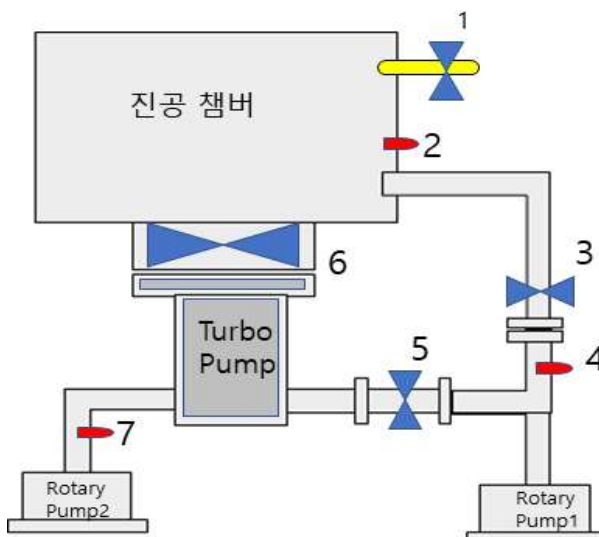 1
진공 챔버
2
6
3
Turbo
Pump
5
4
7
Rotary
Pump2
Rotary
Pump1